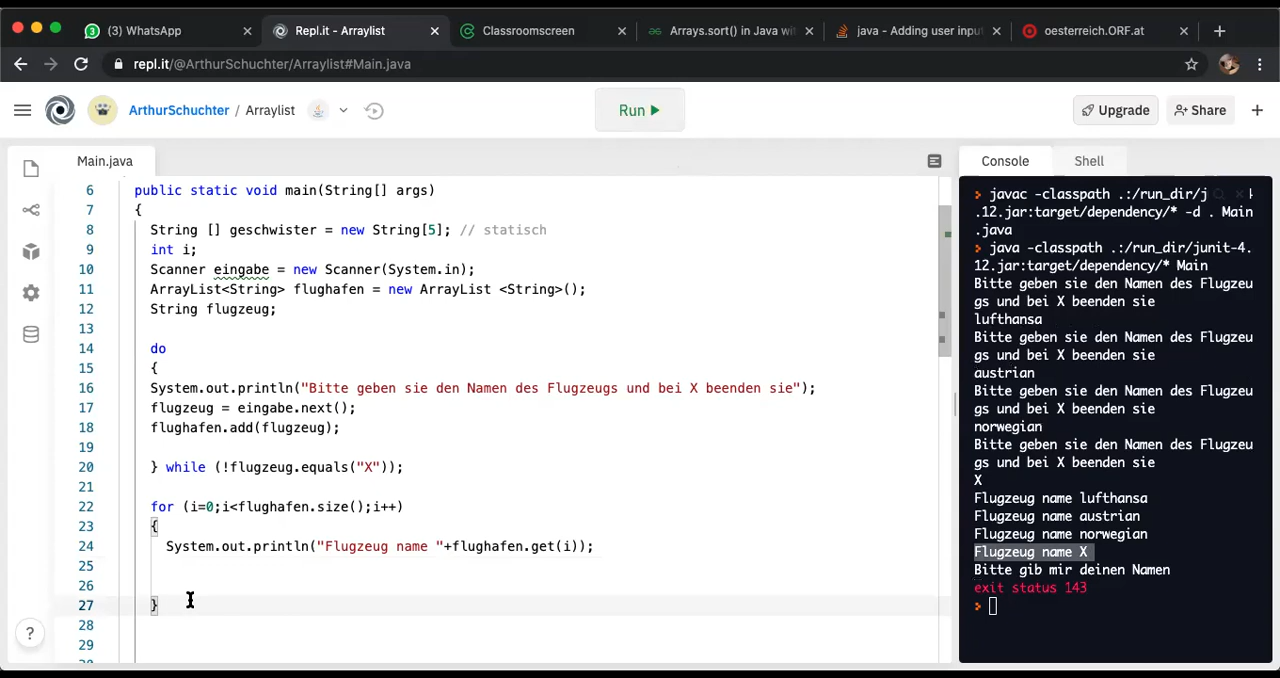 (3) WhatsApp
Repl.it - Arraylist
Classroomscreen
Arrays.sort() in Java wit
java - Adding user input
oesterreich.ORF.at
repl.it/@ArthurSchuchter/Arraylist#Main.java
ArthurSchuchter / Arraylist
Run
Upgrade
Share
Main.java
6 public static void main(String[] args)
7 {
8 String [] geschwister = new String[5]; // statisch
9 int i;
10 Scanner eingabe = new Scanner(System.in);
11 ArrayList<String> flughafen = new ArrayList <String>();
12 String flugzeug;
13
14 do
15 {
16 System.out.println("Bitte geben sie den Namen des Flugzeugs und bei X beenden sie");
17 flugzeug = eingabe.next();
18 flughafen.add(flugzeug);
19
20 } while (!flugzeug.equals("X"));
21
22 for (i=0;i<flughafen.size();i++)
23 {
24 System.out.println("Flugzeug name "+flughafen.get(i));
25
26
27 }
28
29
Console
Shell
javac -classpath .:/run_dir/j
.12.jar:target/dependency/* -d . Main
.java
java -classpath .:/run_dir/junit-4.
12.jar:target/dependency/* Main
Bitte geben sie den Namen des Flugzeu
gs und bei X beenden sie
lufthansa
Bitte geben sie den Namen des Flugzeu
gs und bei X beenden sie
austrian
Bitte geben sie den Namen des Flugzeu
gs und bei X beenden sie
norwegian
Bitte geben sie den Namen des Flugzeu
gs und bei X beenden sie
X
Flugzeug name lufthansa
Flugzeug name austrian
Flugzeug name norwegian
Flugzeug name X
Bitte gib mir deinen Namen
exit status 143
?